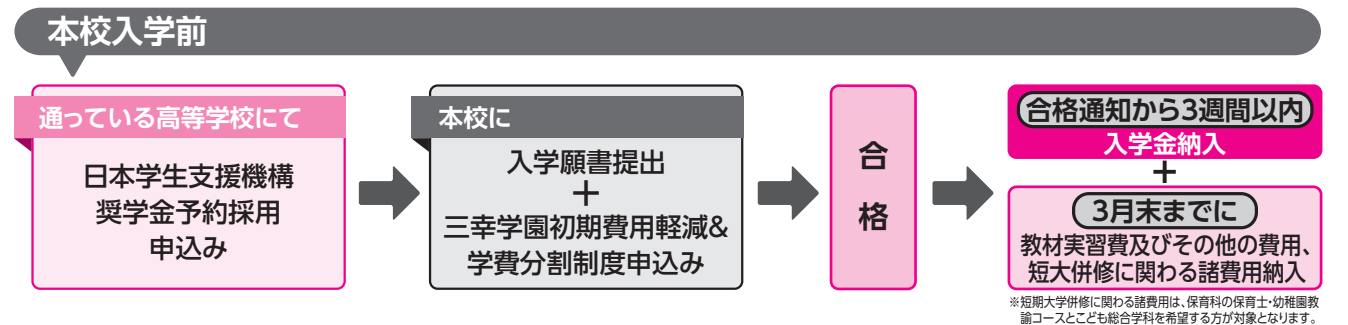 本校入学前
通っている高等学校にて
日本学生支援機構
奨学金予約採用
申込み
本校に
入学願書提出
＋
三幸学園初期費用軽減&
学費分割制度申込み
合
格
合格通知から3週間以内
入学金納入
＋
3月末までに
教材実習費及びその他の費用、
短大併修に関わる諸費用納入
※短期大学併修に関わる諸費用は、保育科の保育士・幼稚園教
諭コースとこども総合学科を希望する方が対象となります。